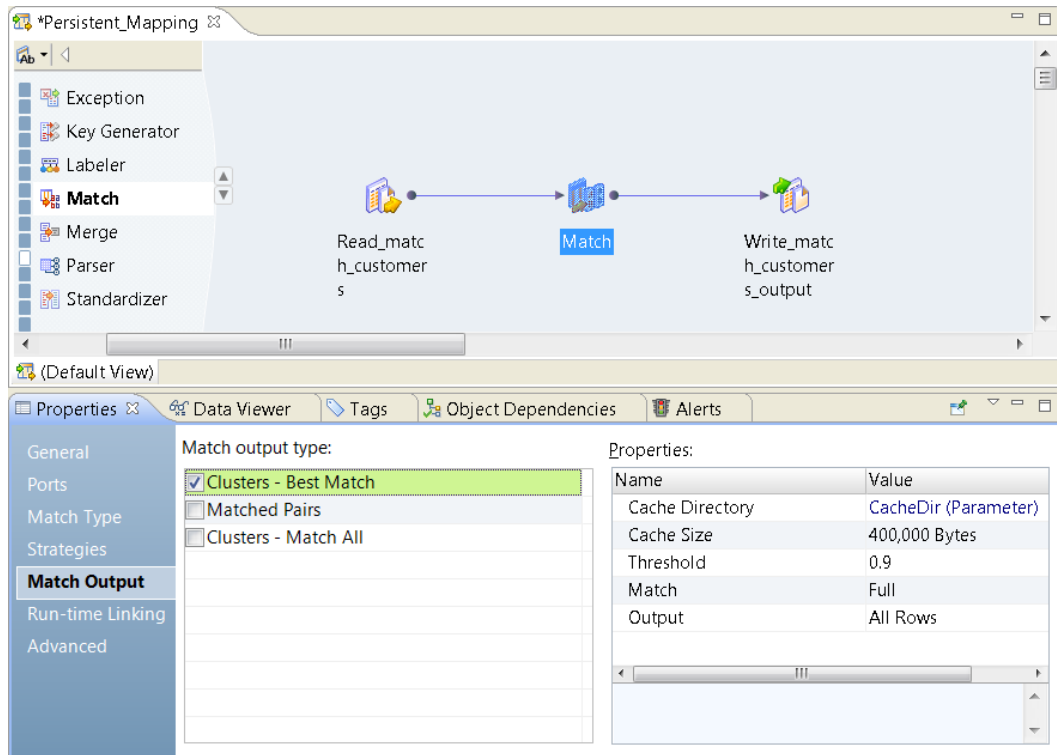 *Persistent_Mapping
Ab
Exception
Key Generator
Labeler
Match
Merge
Parser
Standardizer
Read_matc
h_customer
s
Match
Write_matc
h_customer
s_output
(Default View)
Properties
Data Viewer
Tags
Object Dependencies
Alerts
General
Ports
Match Type
Strategies
Match Output
Run-time Linking
Advanced
Match output type:
Clusters - Best Match
Matched Pairs
Clusters - Match All
Properties:
Name Value
Cache Directory CacheDir (Parameter)
Cache Size 400,000 Bytes
Threshold 0.9
Match Full
Output All Rows